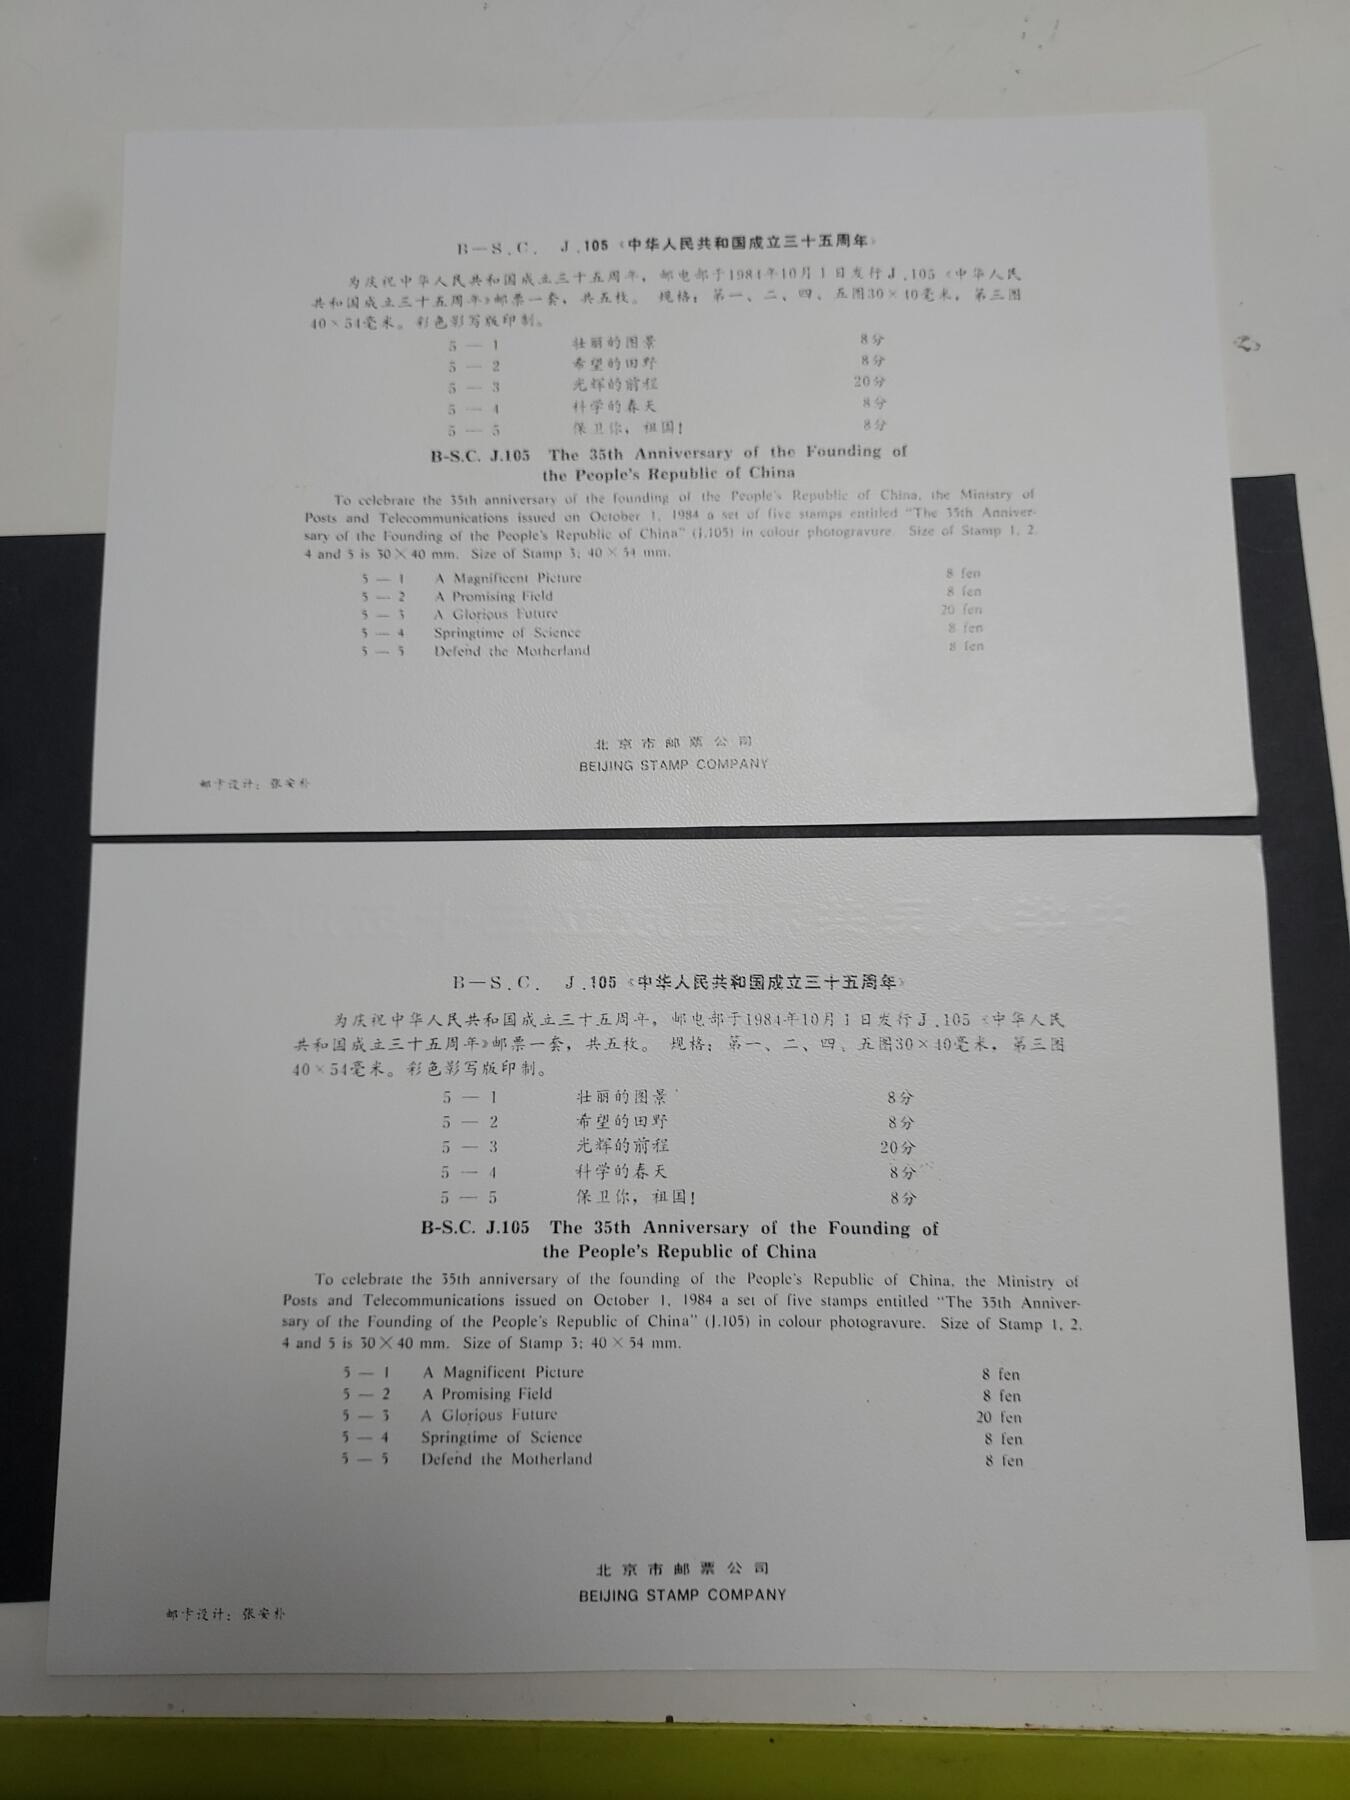 B—S.C. J.105《中华人民共和国成立三十五周年》
为庆祝中华人民共和国成立三十五周年，邮电部于1984年10月1日发行J.105《中华人民
共和国成立三十五周年》邮票一套，共五枚。规格：第一、二、四、五图30×40毫米，第三图
40×54毫米。彩色影写版印制。
5—1 壮丽的图景 8分
5—2 希望的田野 8分
5—3 光辉的前程 20分
5—4 科学的春天 8分
5—5 保卫你，祖国！ 8分
B-S.C. J.105 The 35th Anniversary of the Founding of
the People's Republic of China
To celebrate the 35th anniversary of the founding of the People's Republic of China, the Ministry of
Posts and Telecommunications issued on October 1, 1984 a set of five stamps entitled "The 35th Anniver-
sary of the Founding of the People's Republic of China" (J.105) in colour photogravure. Size of Stamp 1, 2,
4 and 5 is 30×40 mm. Size of Stamp 3: 40×54 mm.
5—1 A Magnificent Picture 8 fen
5—2 A Promising Field 8 fen
5—3 A Glorious Future 20 fen
5—4 Springtime of Science 8 fen
5—5 Defend the Motherland 8 fen
北京市邮票公司
BEIJING STAMP COMPANY
邮卡设计：张安朴
中华人民共和国成立三十五周年
B—S.C. J.105《中华人民共和国成立三十五周年》
为庆祝中华人民共和国成立三十五周年，邮电部于1984年10月1日发行J.105《中华人民
共和国成立三十五周年》邮票一套，共五枚。规格：第一、二、四、五图30×40毫米，第三图
40×54毫米。彩色影写版印制。
5—1 壮丽的图景 8分
5—2 希望的田野 8分
5—3 光辉的前程 20分
5—4 科学的春天 8分
5—5 保卫你，祖国！ 8分
B-S.C. J.105 The 35th Anniversary of the Founding of
the People's Republic of China
To celebrate the 35th anniversary of the founding of the People's Republic of China, the Ministry of
Posts and Telecommunications issued on October 1, 1984 a set of five stamps entitled "The 35th Anniver-
sary of the Founding of the People's Republic of China" (J.105) in colour photogravure. Size of Stamp 1, 2,
4 and 5 is 30×40 mm. Size of Stamp 3: 40×54 mm.
5—1 A Magnificent Picture 8 fen
5—2 A Promising Field 8 fen
5—3 A Glorious Future 20 fen
5—4 Springtime of Science 8 fen
5—5 Defend the Motherland 8 fen
北京市邮票公司
BEIJING STAMP COMPANY
邮卡设计：张安朴